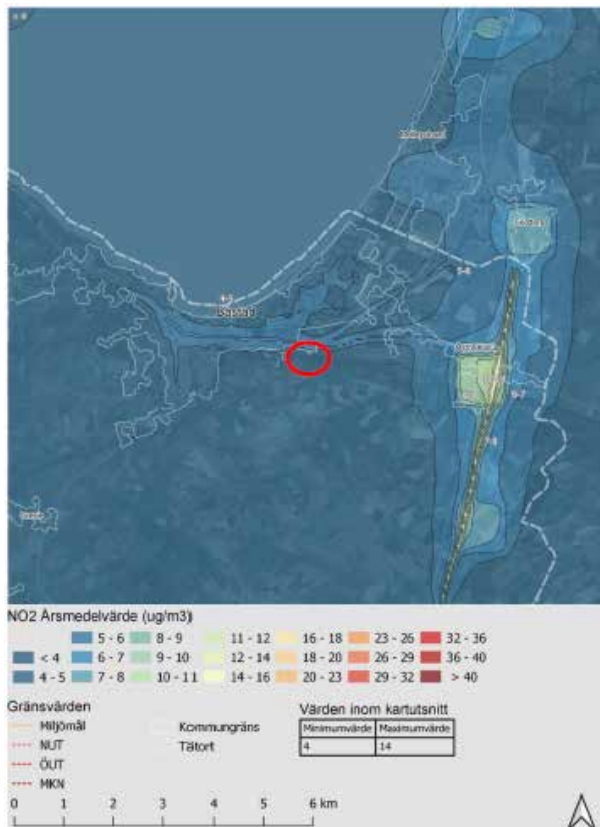 Båstad
NO2 Årsmedelvärde (ug/m3)
5 - 6 8 - 9 11 - 12 16 - 18 23 - 26 32 - 36
< 4 6 - 7 9 - 10 12 - 14 18 - 20 26 - 29 36 - 40
4 - 5 7 - 8 10 - 11 14 - 16 20 - 23 29 - 32 > 40
Gränsvärden
Miljömål
NUT
ÖUT
MKN
Kommungräns
Tätort
Värden inom kartutsnitt
Minimumvärde Maximumvärde
4 14
0 1 2 3 4 5 6 km